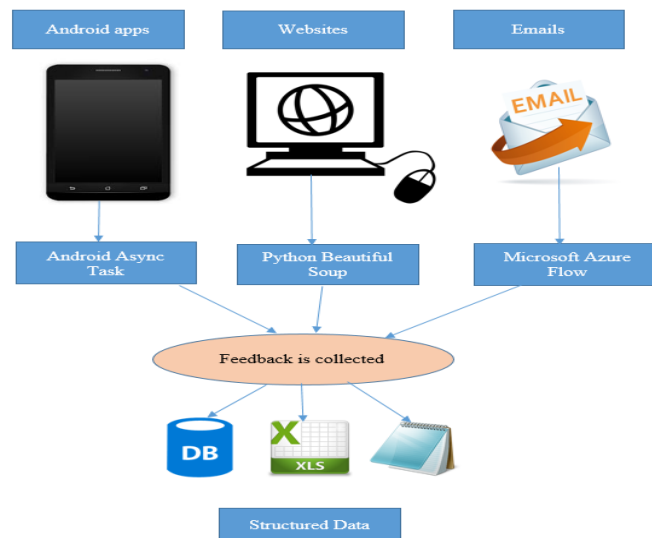 Android apps
Websites
Emails
EMAIL
Android Async
Task
Python Beautiful
Soup
Microsoft Azure
Flow
Feedback is collected
DB
X
XLS
Structured Data